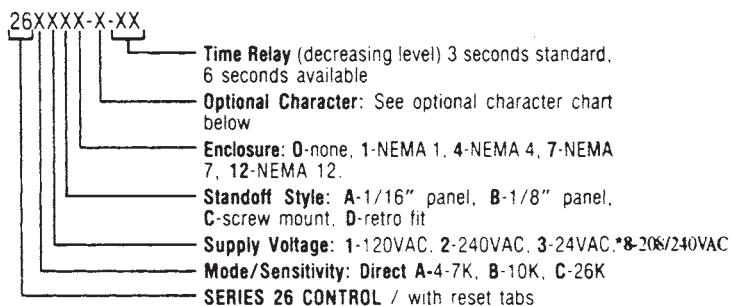 26XXXX-X-XX
Time Relay (decreasing level) 3 seconds standard,
6 seconds available
Optional Character: See optional character chart
below
Enclosure: 0-none, 1-NEMA 1, 4-NEMA 4, 7-NEMA
7, 12-NEMA 12.
Standoff Style: A-1/16" panel, B-1/8" panel,
C-screw mount, D-retro fit
Supply Voltage: 1-120VAC. 2-240VAC, 3-24VAC,*8-208/240VAC
Mode/Sensitivity: Direct A-4-7K, B-10K, C-26K
SERIES 26 CONTROL / with reset tabs